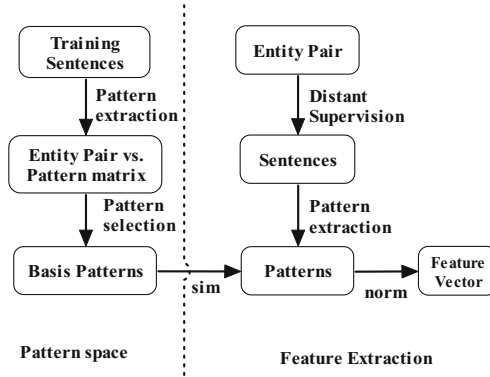 Training
Sentences
Pattern
extraction
Entity Pair vs.
Pattern matrix
Pattern
selection
Basis Patterns
Pattern space
Entity Pair
Distant
Supervision
Sentences
Pattern
extraction
sim
Patterns
norm
Feature
Vector
Feature Extraction